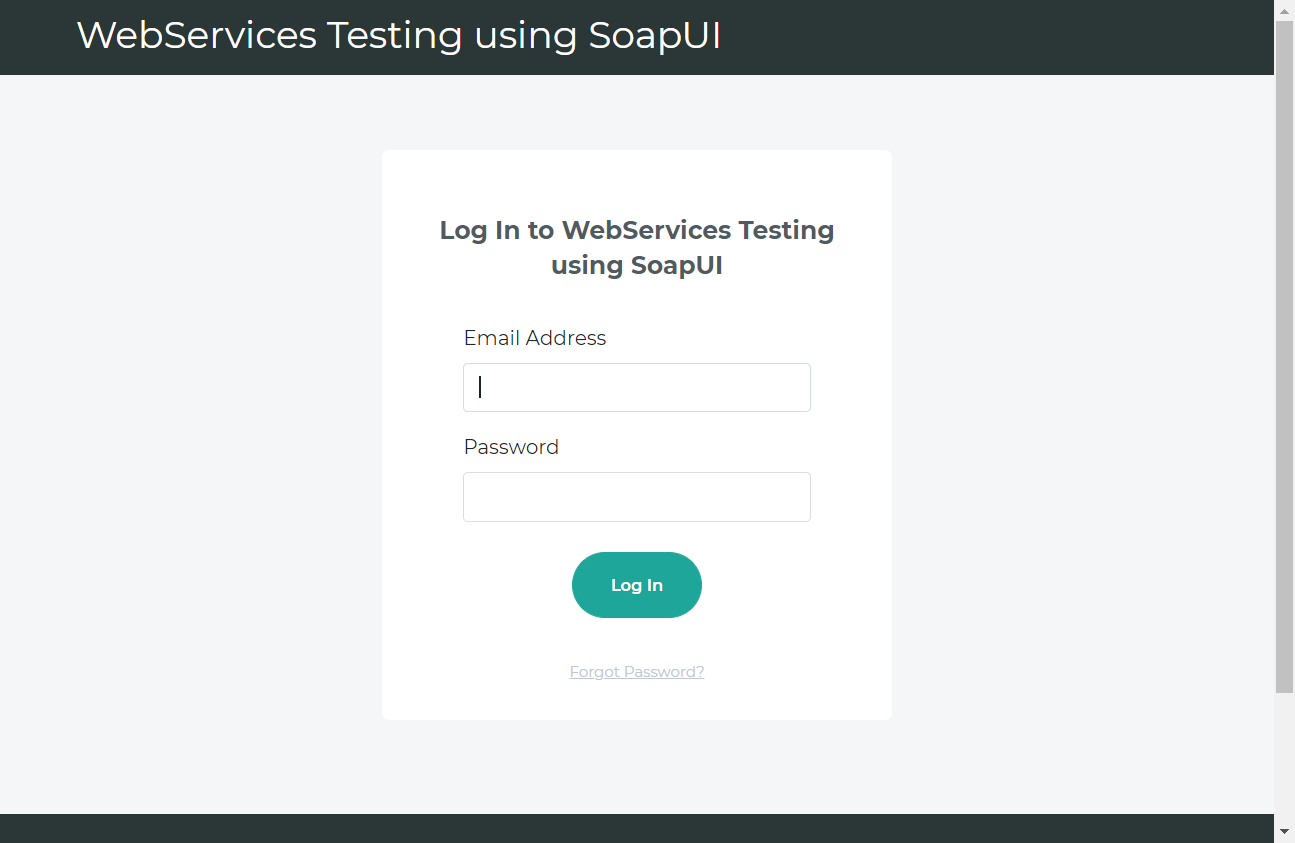 WebServices Testing using SoapUI
Log In to WebServices Testing
using SoapUI
Email Address
Password
Log In
Forgot Password?